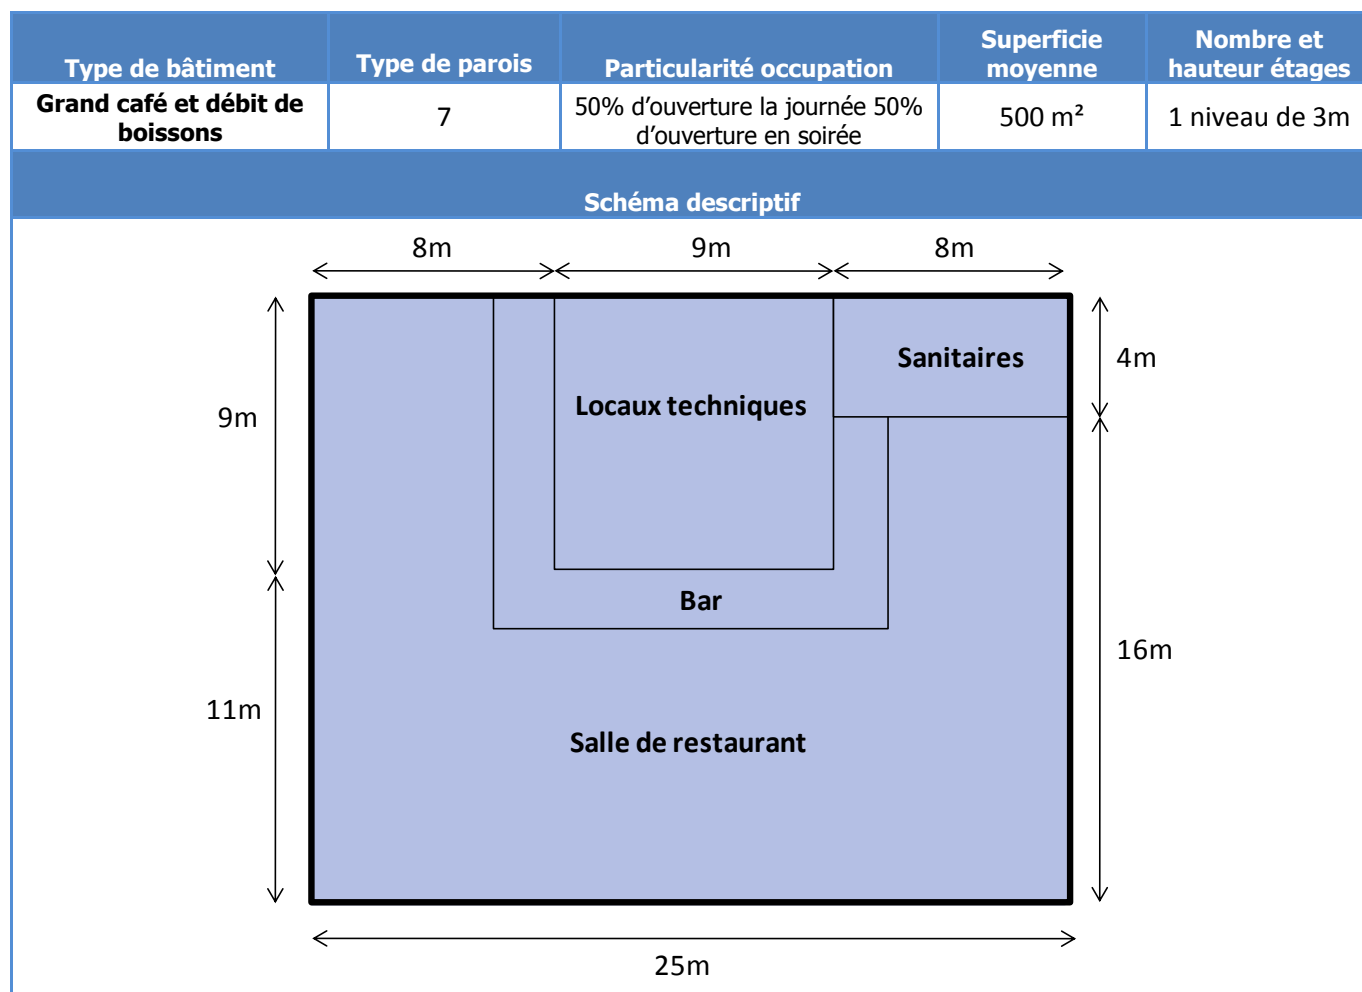 Type de bâtiment
Type de parois
Particularité occupation
Superficie
moyenne
Nombre et
hauteur étages
Grand café et débit de
boissons
7
50% d’ouverture la journée 50%
d’ouverture en soirée
500 m²
1 niveau de 3m
Schéma descriptif
8m
9m
8m
Sanitaires
4m
Locaux techniques
9m
Bar
16m
11m
Salle de restaurant
25m